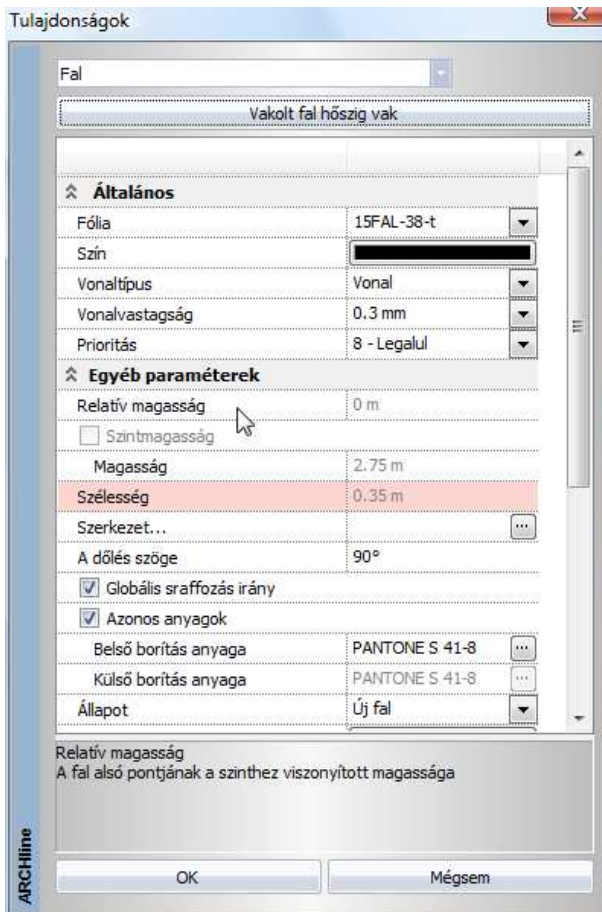 Tulajdonságok
Fal
Vakolt fal hőszig vak
Általános
Fólia 15FAL-38-t
Szín
Vonaltípus Vonal
Vonalvastagság 0.3 mm
Prioritás 8 - Legalul
Egyéb paraméterek
Relatív magasság 0 m
Szintmagasság
Magasság 2.75 m
Szélesség 0.35 m
Szerkezet... ...
A dőlés szöge 90°
Globális sraffozás irány
Azonos anyagok
Belső borítás anyaga PANTONE S 41-8 ...
Külső borítás anyaga PANTONE S 41-8 ...
Állapot Új fal
Relatív magasság
A fal alsó pontjának a szinthez viszonyított magassága
ARCHline
OK Mégsem